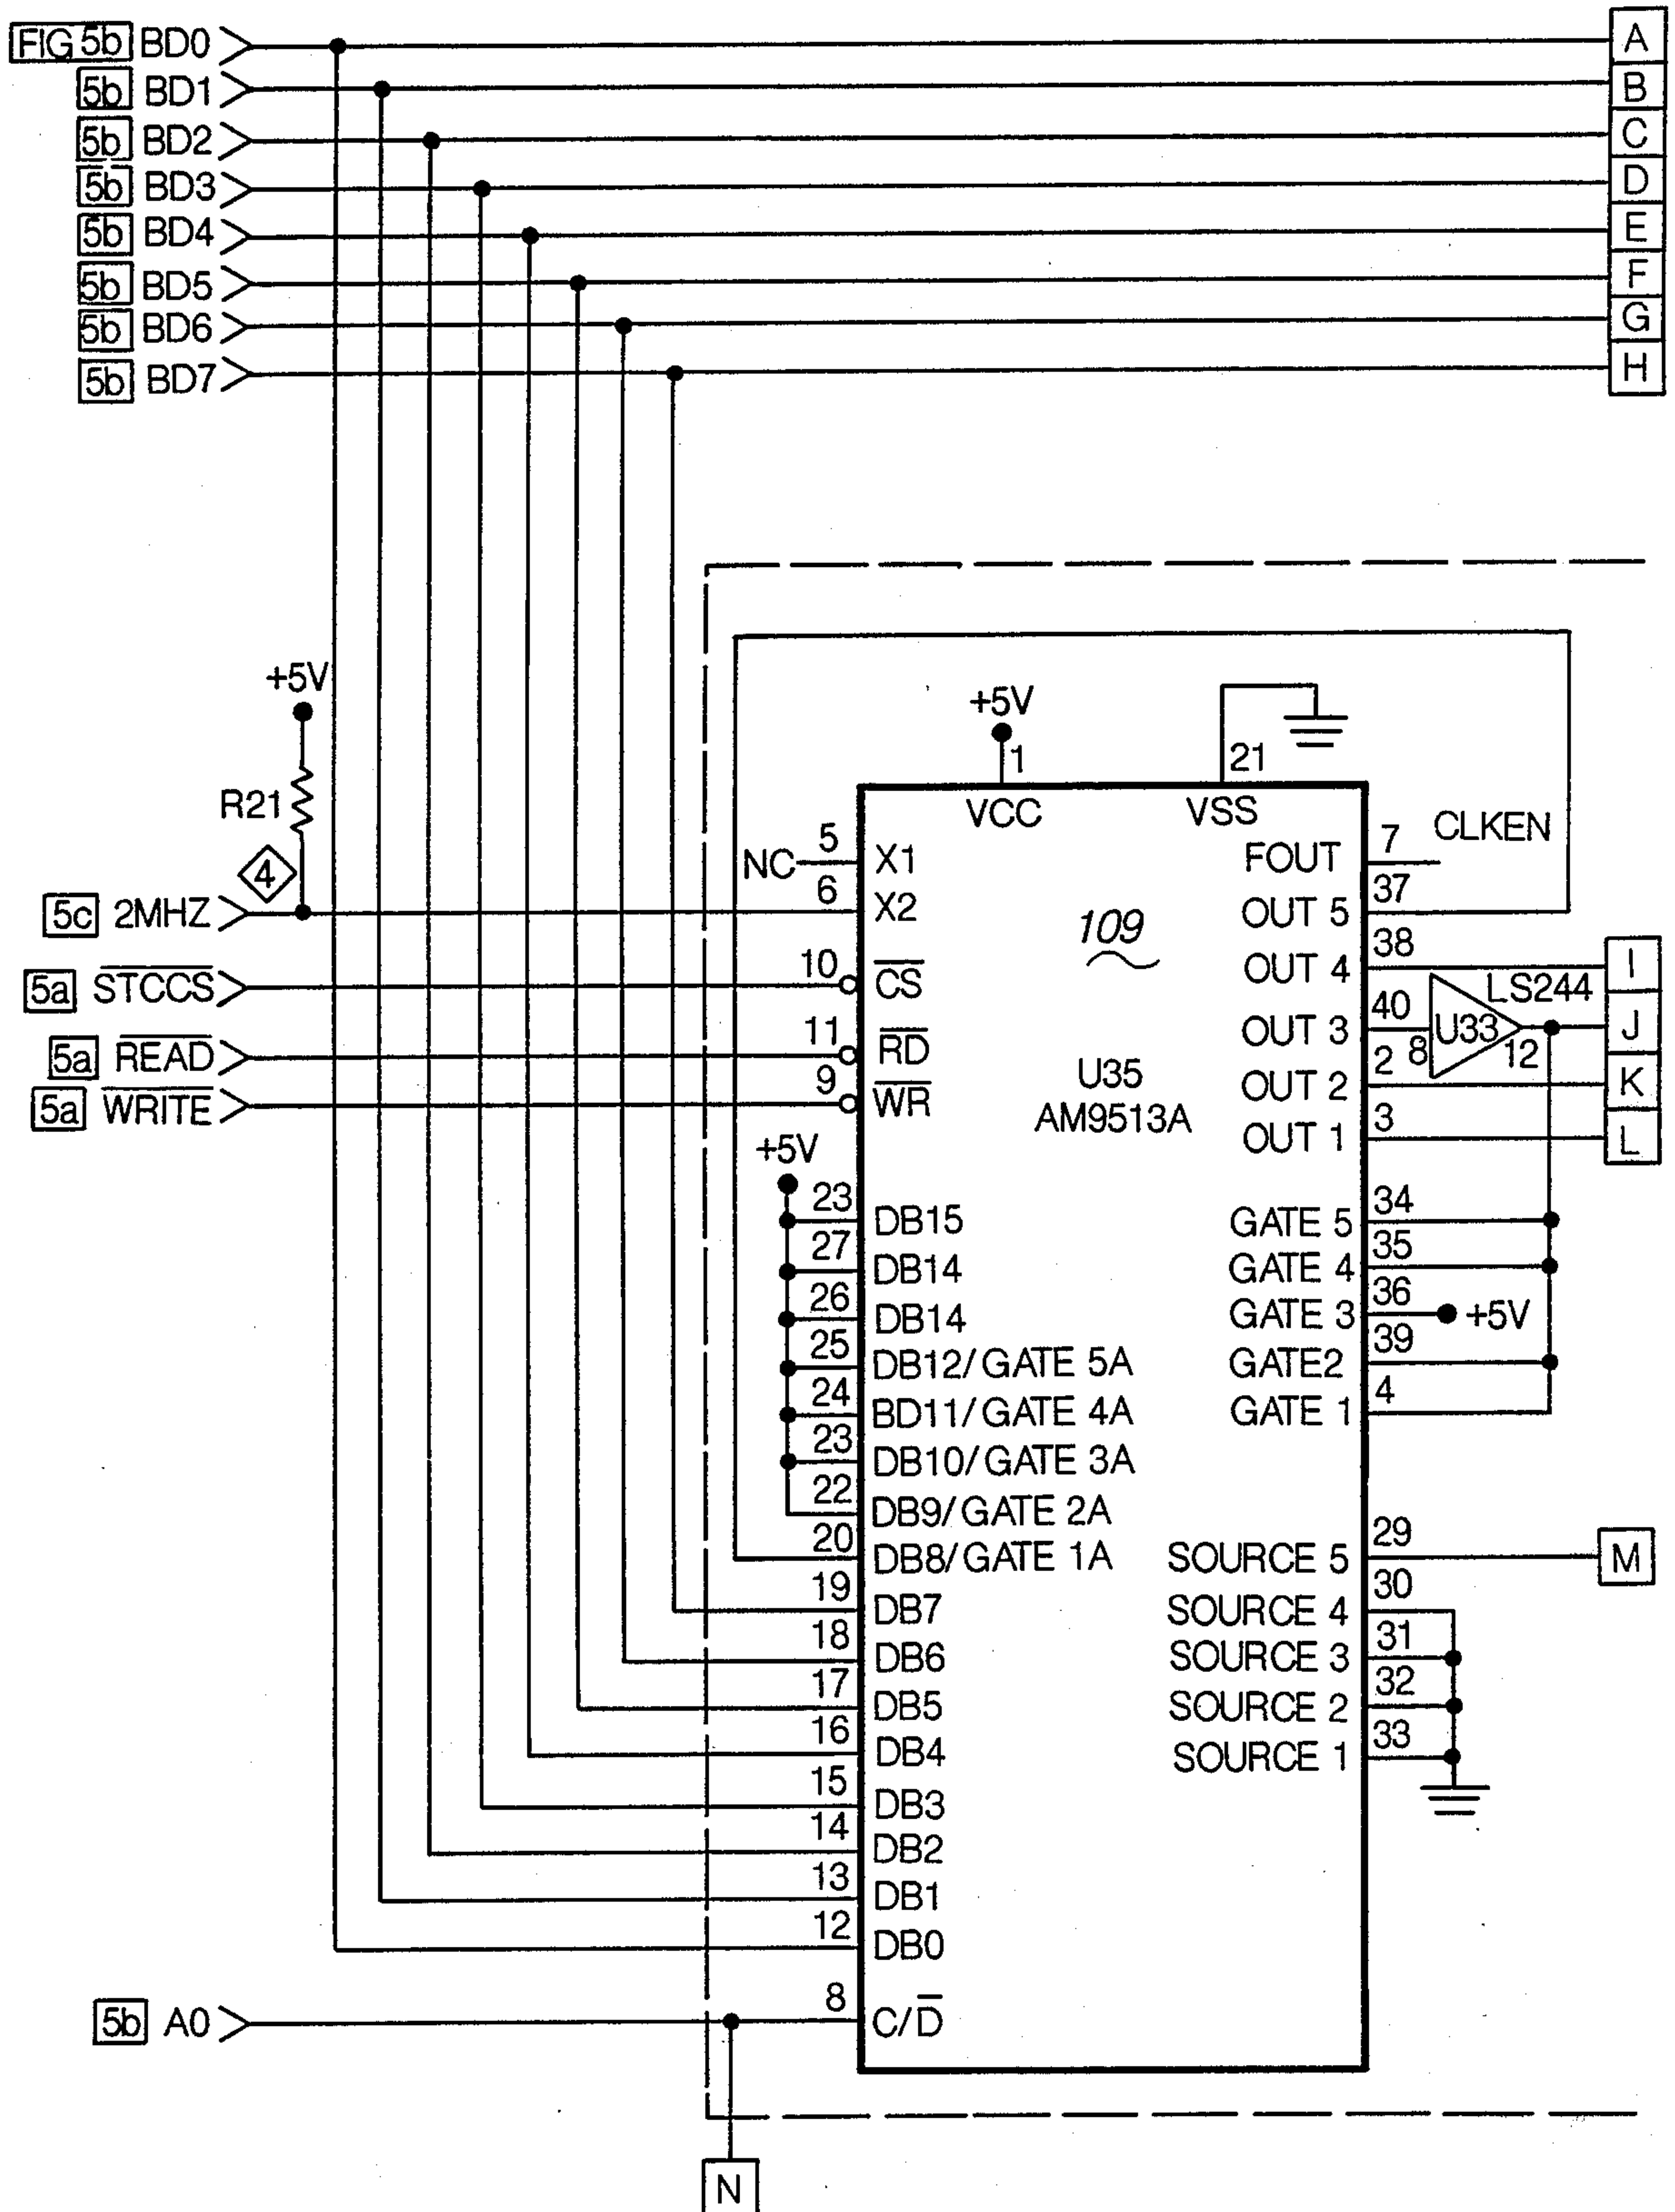 FIG 5b BD0 A
5b BD1 B
5b BD2 C
5b BD3 D
5b BD4 E
5b BD5 F
5b BD6 G
5b BD7 H
+5V
R21
4
+5V
1
21
VCC
VSS
NC 5 X1
FOUT 7 CLKEN
5c 2MHZ 6 X2
OUT 5 37
109
OUT 4 38 I
5a S̅T̅C̅C̅S̅ 10 C̅S̅
LS244
OUT 3 40 8 U33 12 J
5a R̅E̅A̅D̅ 11 R̅D̅
U35
OUT 2 2 K
5a W̅R̅I̅T̅E̅ 9 W̅R̅
AM9513A
OUT 1 3 L
+5V
23 DB15 GATE 5 34
27 DB14 GATE 4 35
26 DB14 GATE 3 36 +5V
25 DB12/GATE 5A GATE2 39
24 BD11/GATE 4A GATE 1 4
23 DB10/GATE 3A
22 DB9/GATE 2A
20 DB8/GATE 1A SOURCE 5 29 M
19 DB7 SOURCE 4 30
18 DB6 SOURCE 3 31
17 DB5 SOURCE 2 32
16 DB4 SOURCE 1 33
15 DB3
14 DB2
13 DB1
12 DB0
5b A0 8 C/D̅
N